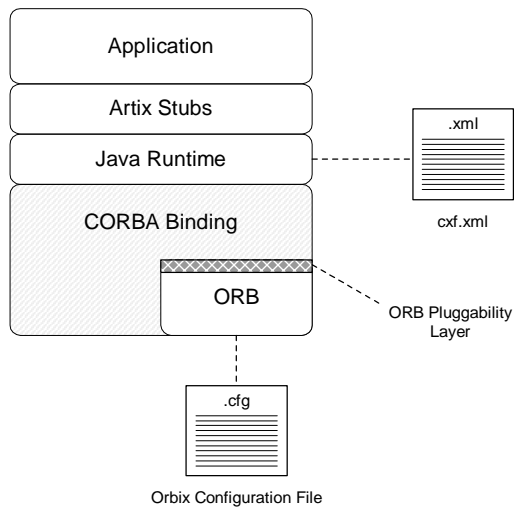 Application
Artix Stubs
Java Runtime
.xml
cxf.xml
CORBA Binding
ORB
ORB Pluggability
Layer
.cfg
Orbix Configuration File